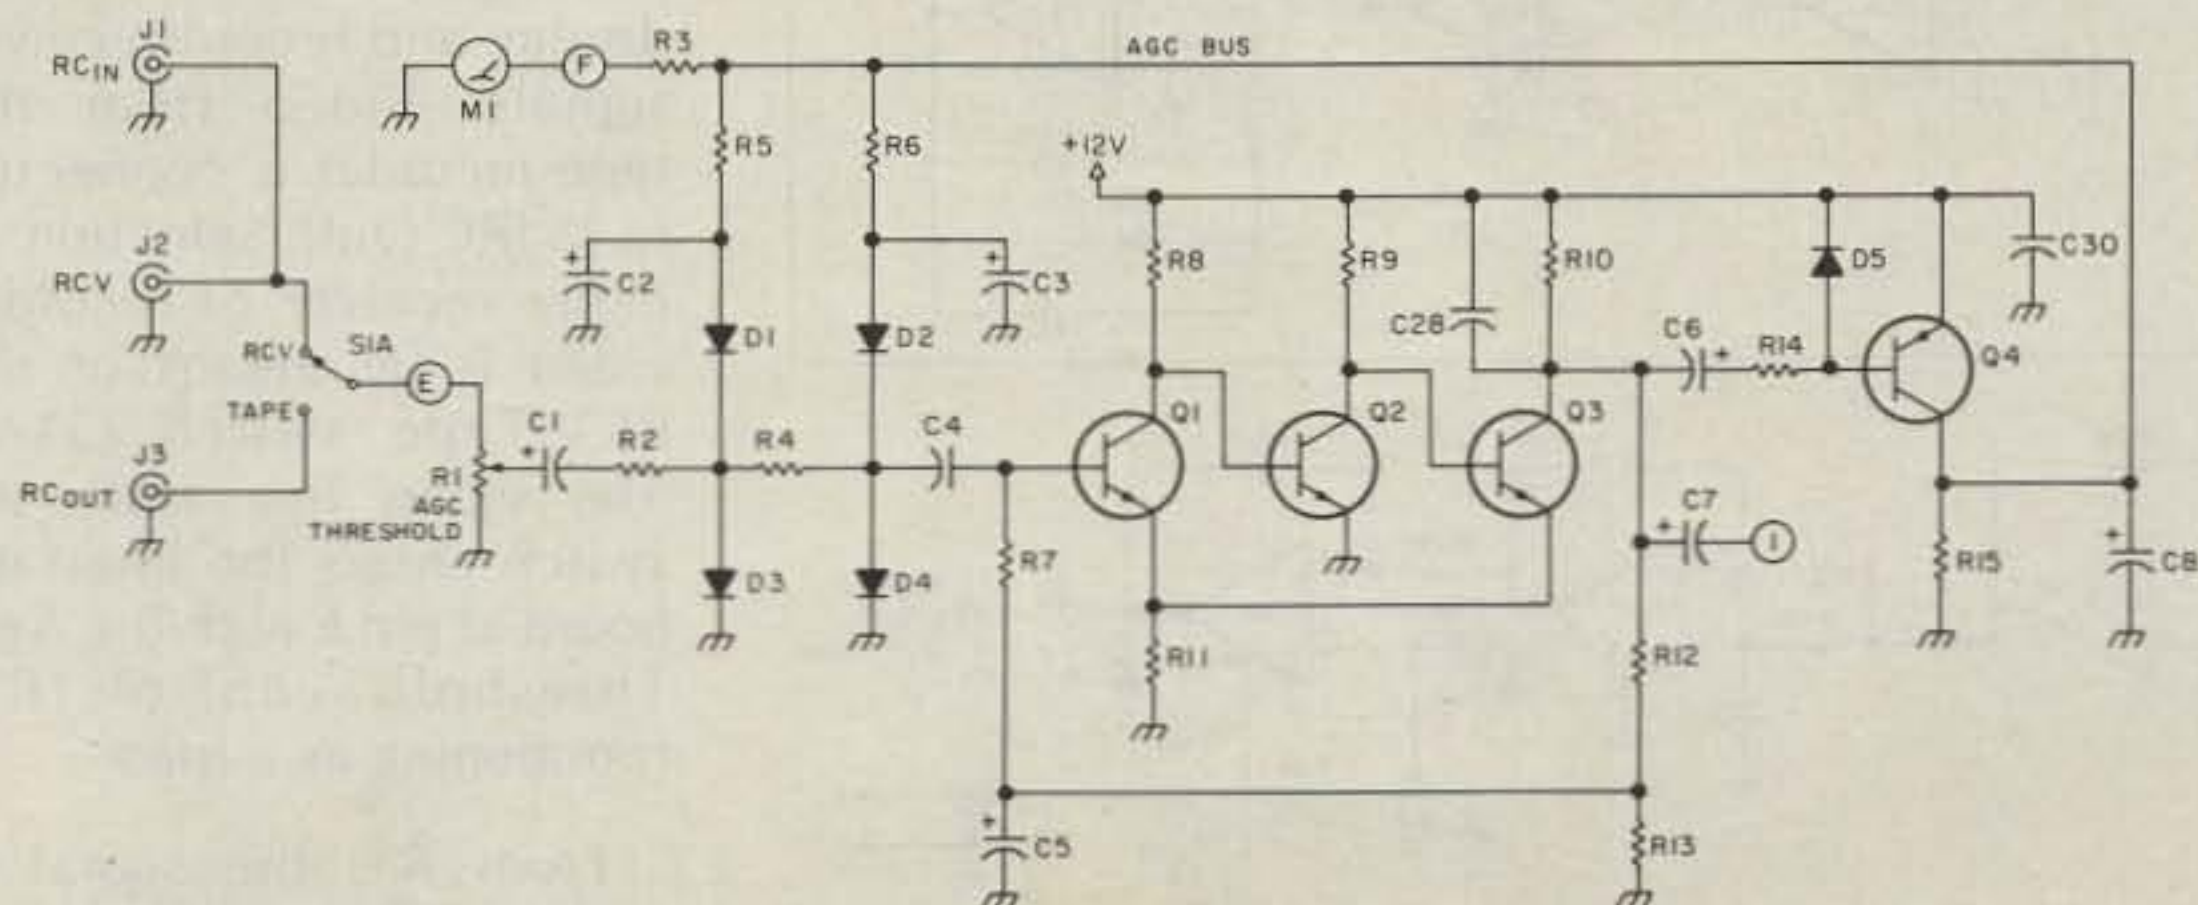 J1
RCIN
M1
F
R3
AGC BUS
R5
R6
+12V
J2
RCV
+
C2
+
C3
R8
R9
R10
D5
C30
RCV
S1A
E
D1
D2
C28
C6
+
R14
Q4
TAPE
J3
RCOUT
R1
AGC
THRESHOLD
+
C1
R2
R4
C4
Q1
Q2
Q3
D3
D4
R7
+
C7
1
R15
+
C8
R11
R12
+
C5
R13